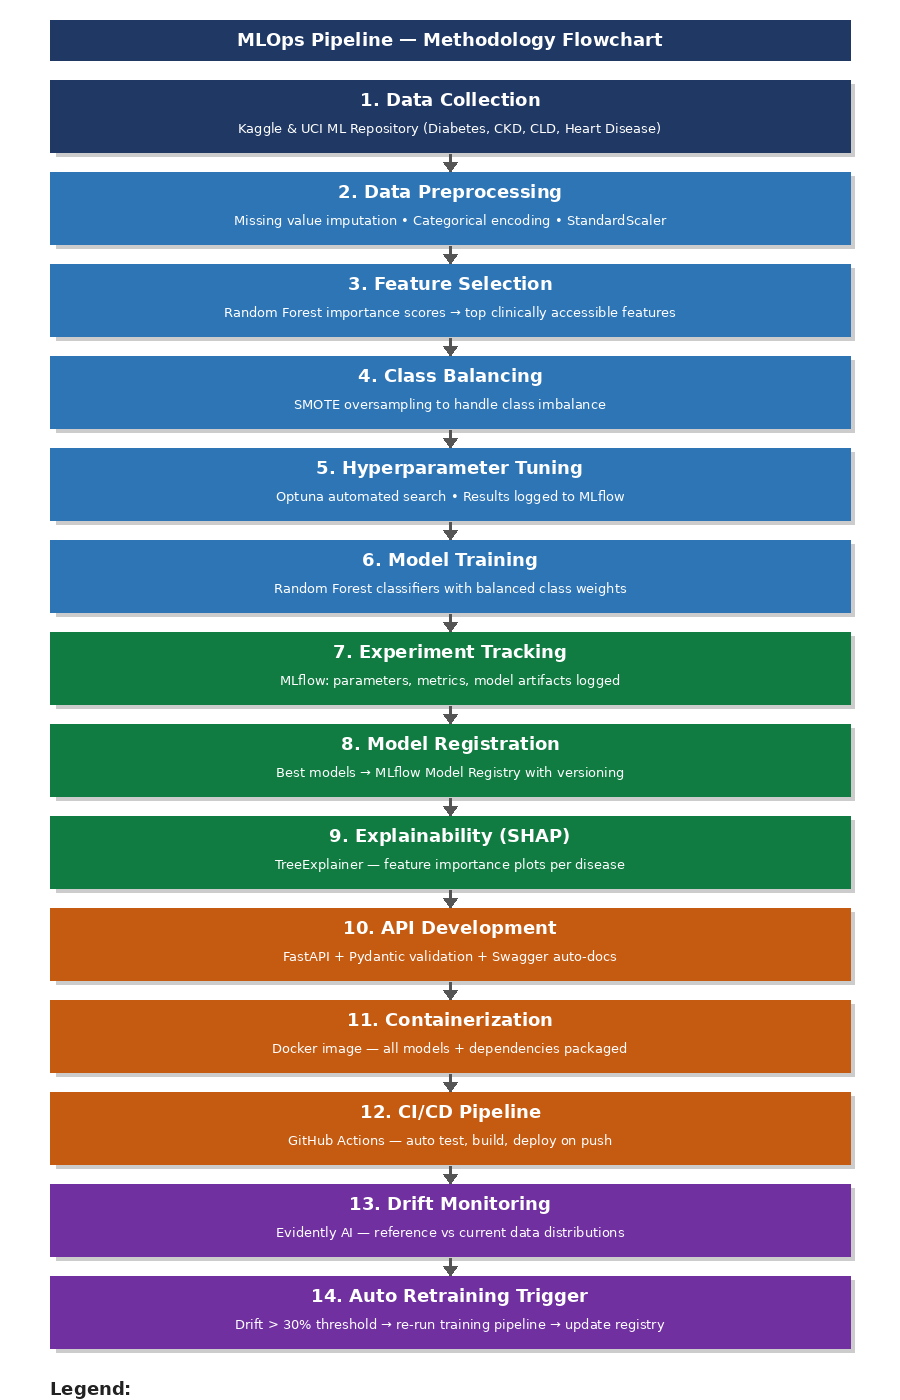 MLOps Pipeline — Methodology Flowchart
1. Data Collection
Kaggle & UCI ML Repository (Diabetes, CKD, CLD, Heart Disease)
2. Data Preprocessing
Missing value imputation • Categorical encoding • StandardScaler
3. Feature Selection
Random Forest importance scores → top clinically accessible features
4. Class Balancing
SMOTE oversampling to handle class imbalance
5. Hyperparameter Tuning
Optuna automated search • Results logged to MLflow
6. Model Training
Random Forest classifiers with balanced class weights
7. Experiment Tracking
MLflow: parameters, metrics, model artifacts logged
8. Model Registration
Best models → MLflow Model Registry with versioning
9. Explainability (SHAP)
TreeExplainer — feature importance plots per disease
10. API Development
FastAPI + Pydantic validation + Swagger auto-docs
11. Containerization
Docker image — all models + dependencies packaged
12. CI/CD Pipeline
GitHub Actions — auto test, build, deploy on push
13. Drift Monitoring
Evidently AI — reference vs current data distributions
14. Auto Retraining Trigger
Drift > 30% threshold → re-run training pipeline → update registry
Legend: